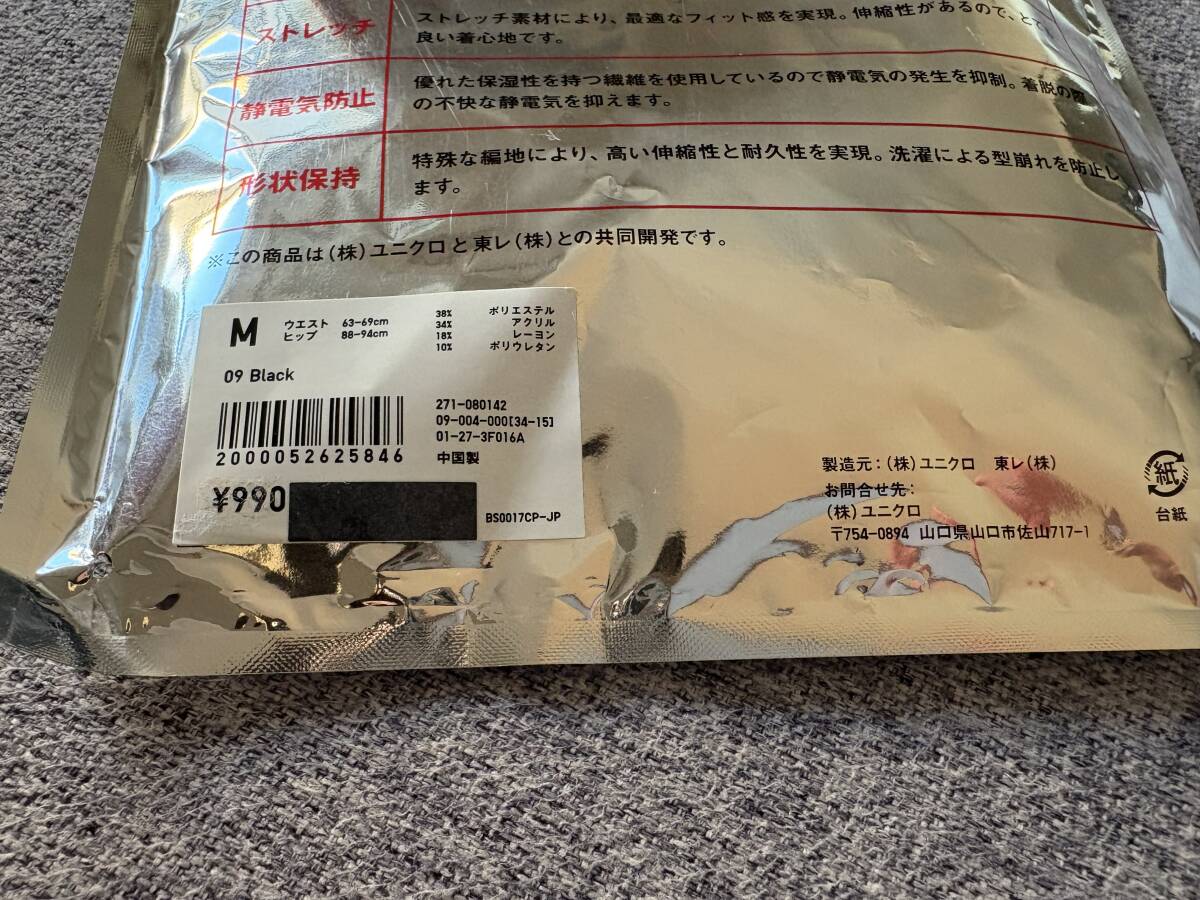 ストレッチ
ストレッチ素材により、最適なフィット感を実現。伸縮性があるので、とて
良い着心地です。
静電気防止
優れた保湿性を持つ繊維を使用しているので静電気の発生を抑制。着脱の際
の不快な静電気を抑えます。
形状保持
特殊な編地により、高い伸縮性と耐久性を実現。洗濯による型崩れを防止し
ます。
※この商品は(株)ユニクロと東レ(株)との共同開発です。
M
ウエスト 63-69cm
ヒップ 88-94cm
38% ポリエステル
34% アクリル
18% レーヨン
10% ポリウレタン
09 Black
271-080142
09-004-000[34-15]
01-27-3F016A
中国製
2000052625846
¥990
BS0017CP-JP
製造元:(株)ユニクロ 東レ(株)
お問合せ先:
(株)ユニクロ
〒754-0894 山口県山口市佐山717-1
紙
台紙